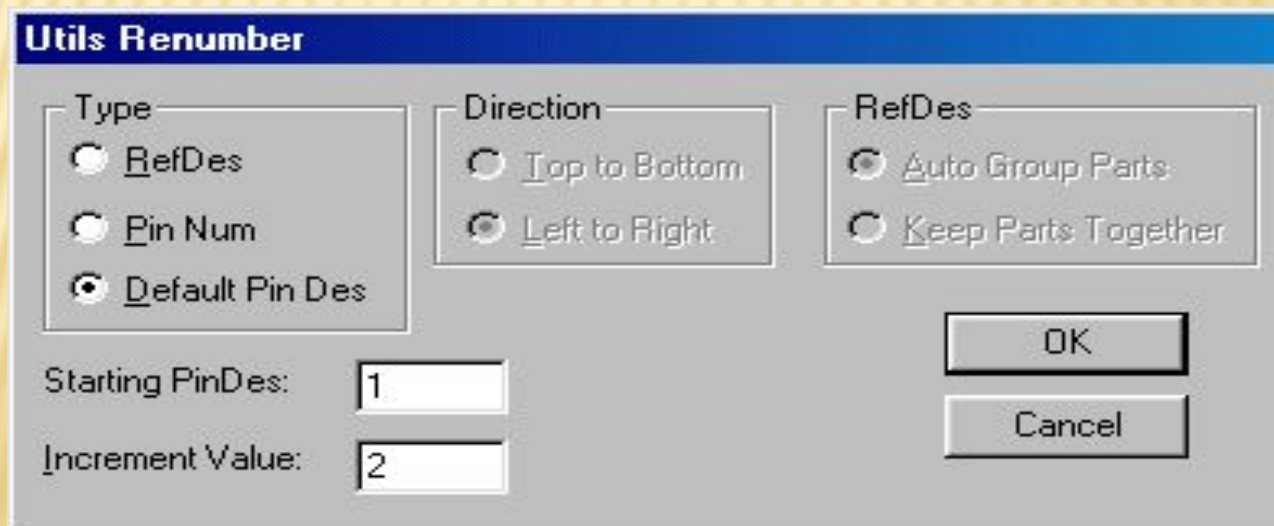 Utils Renumber
Type
RefDes
Pin Num
Default Pin Des
Direction
Top to Bottom
Left to Right
RefDes
Auto Group Parts
Keep Parts Together
Starting PinDes: 1
Increment Value: 2
OK
Cancel